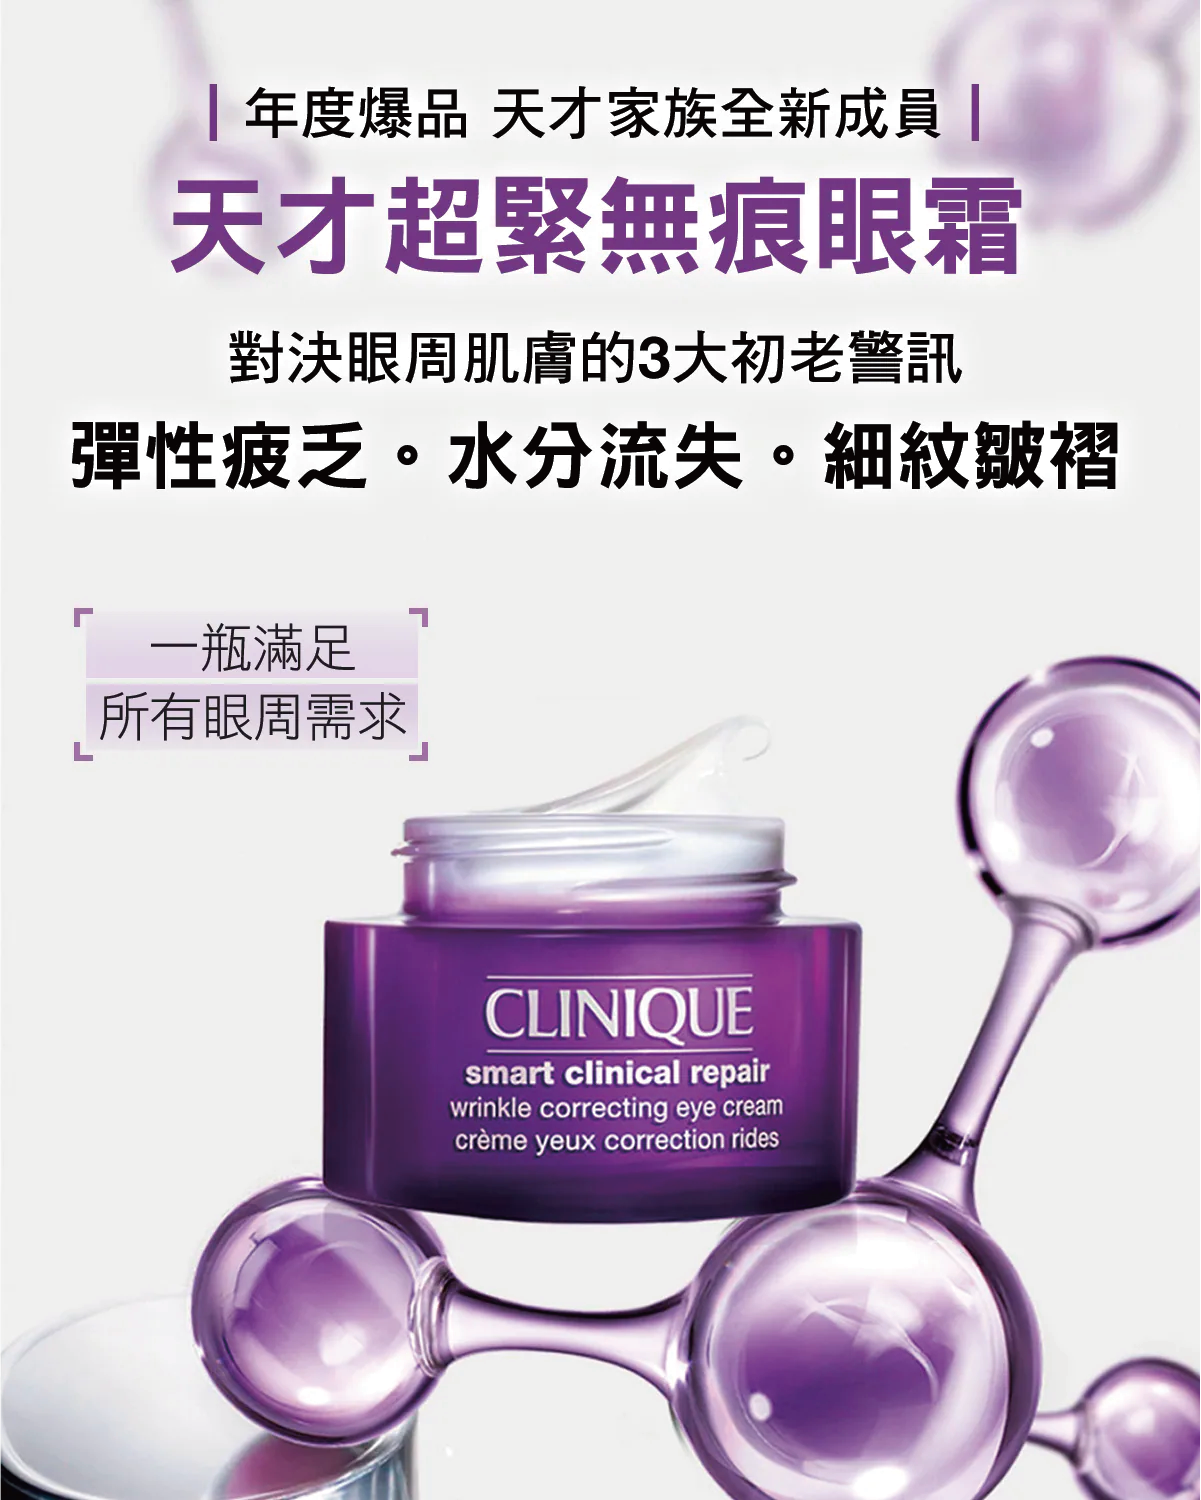 年度爆品 天才家族全新成員
天才超緊無痕眼霜
對決眼周肌膚的3大初老警訊
彈性疲乏。水分流失。細紋皺褶
一瓶滿足
所有眼周需求
CLINIQUE
smart clinical repair
wrinkle correcting eye cream
crème yeux correction rides